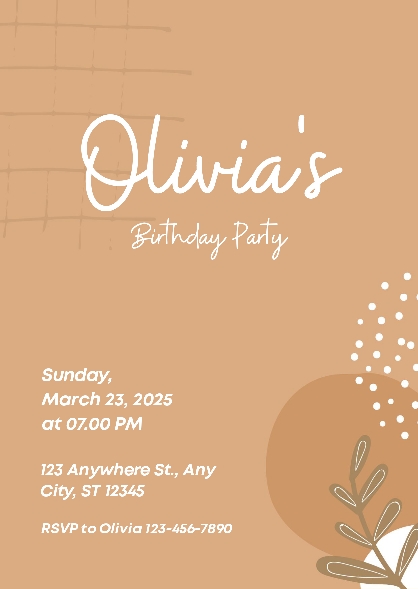 Olivia's
Birthday Party
Sunday,
March 23, 2025
at 07.00 PM
123 Anywhere St., Any
City, ST 12345
RSVP to Olivia 123-456-7890